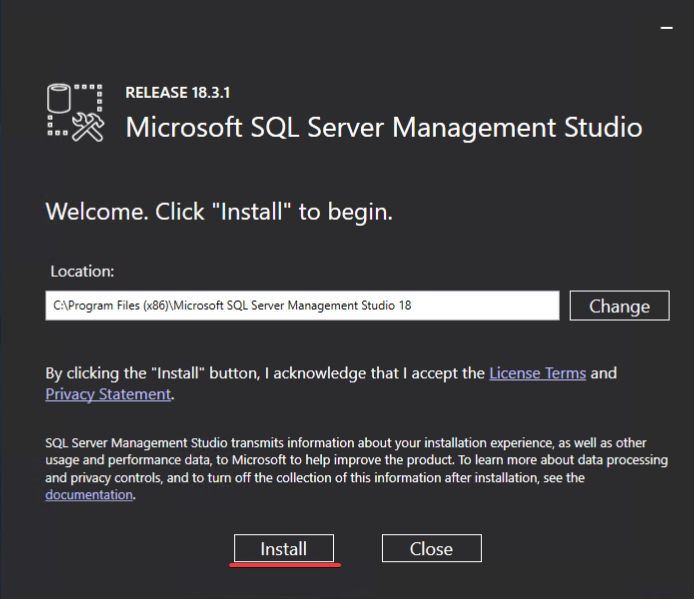 RELEASE 18.3.1
Microsoft SQL Server Management Studio
Welcome. Click "Install" to begin.
Location:
C:\Program Files (x86)\Microsoft SQL Server Management Studio 18
Change
By clicking the "Install" button, I acknowledge that I accept the License Terms and
Privacy Statement.
SQL Server Management Studio transmits information about your installation experience, as well as other
usage and performance data, to Microsoft to help improve the product. To learn more about data processing
and privacy controls, and to turn off the collection of this information after installation, see the
documentation.
Install
Close